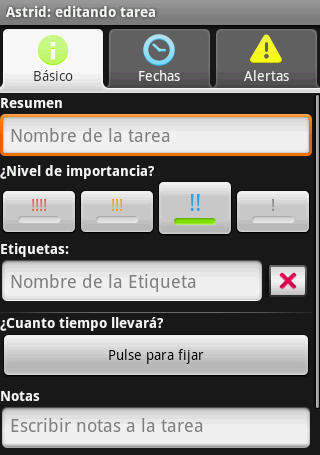 Astrid: editando tarea
Básico Fechas Alertas
Resumen
Nombre de la tarea
¿Nivel de importancia?
!!!! !!! !! !
Etiquetas:
Nombre de la Etiqueta
¿Cuanto tiempo llevará?
Pulse para fijar
Notas
Escribir notas a la tarea